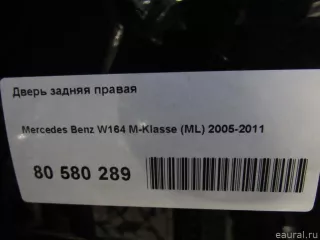 Дверь задняя правая
Mercedes Benz W164 M-Klasse (ML) 2005-2011
80 580 289
© eaural.ru